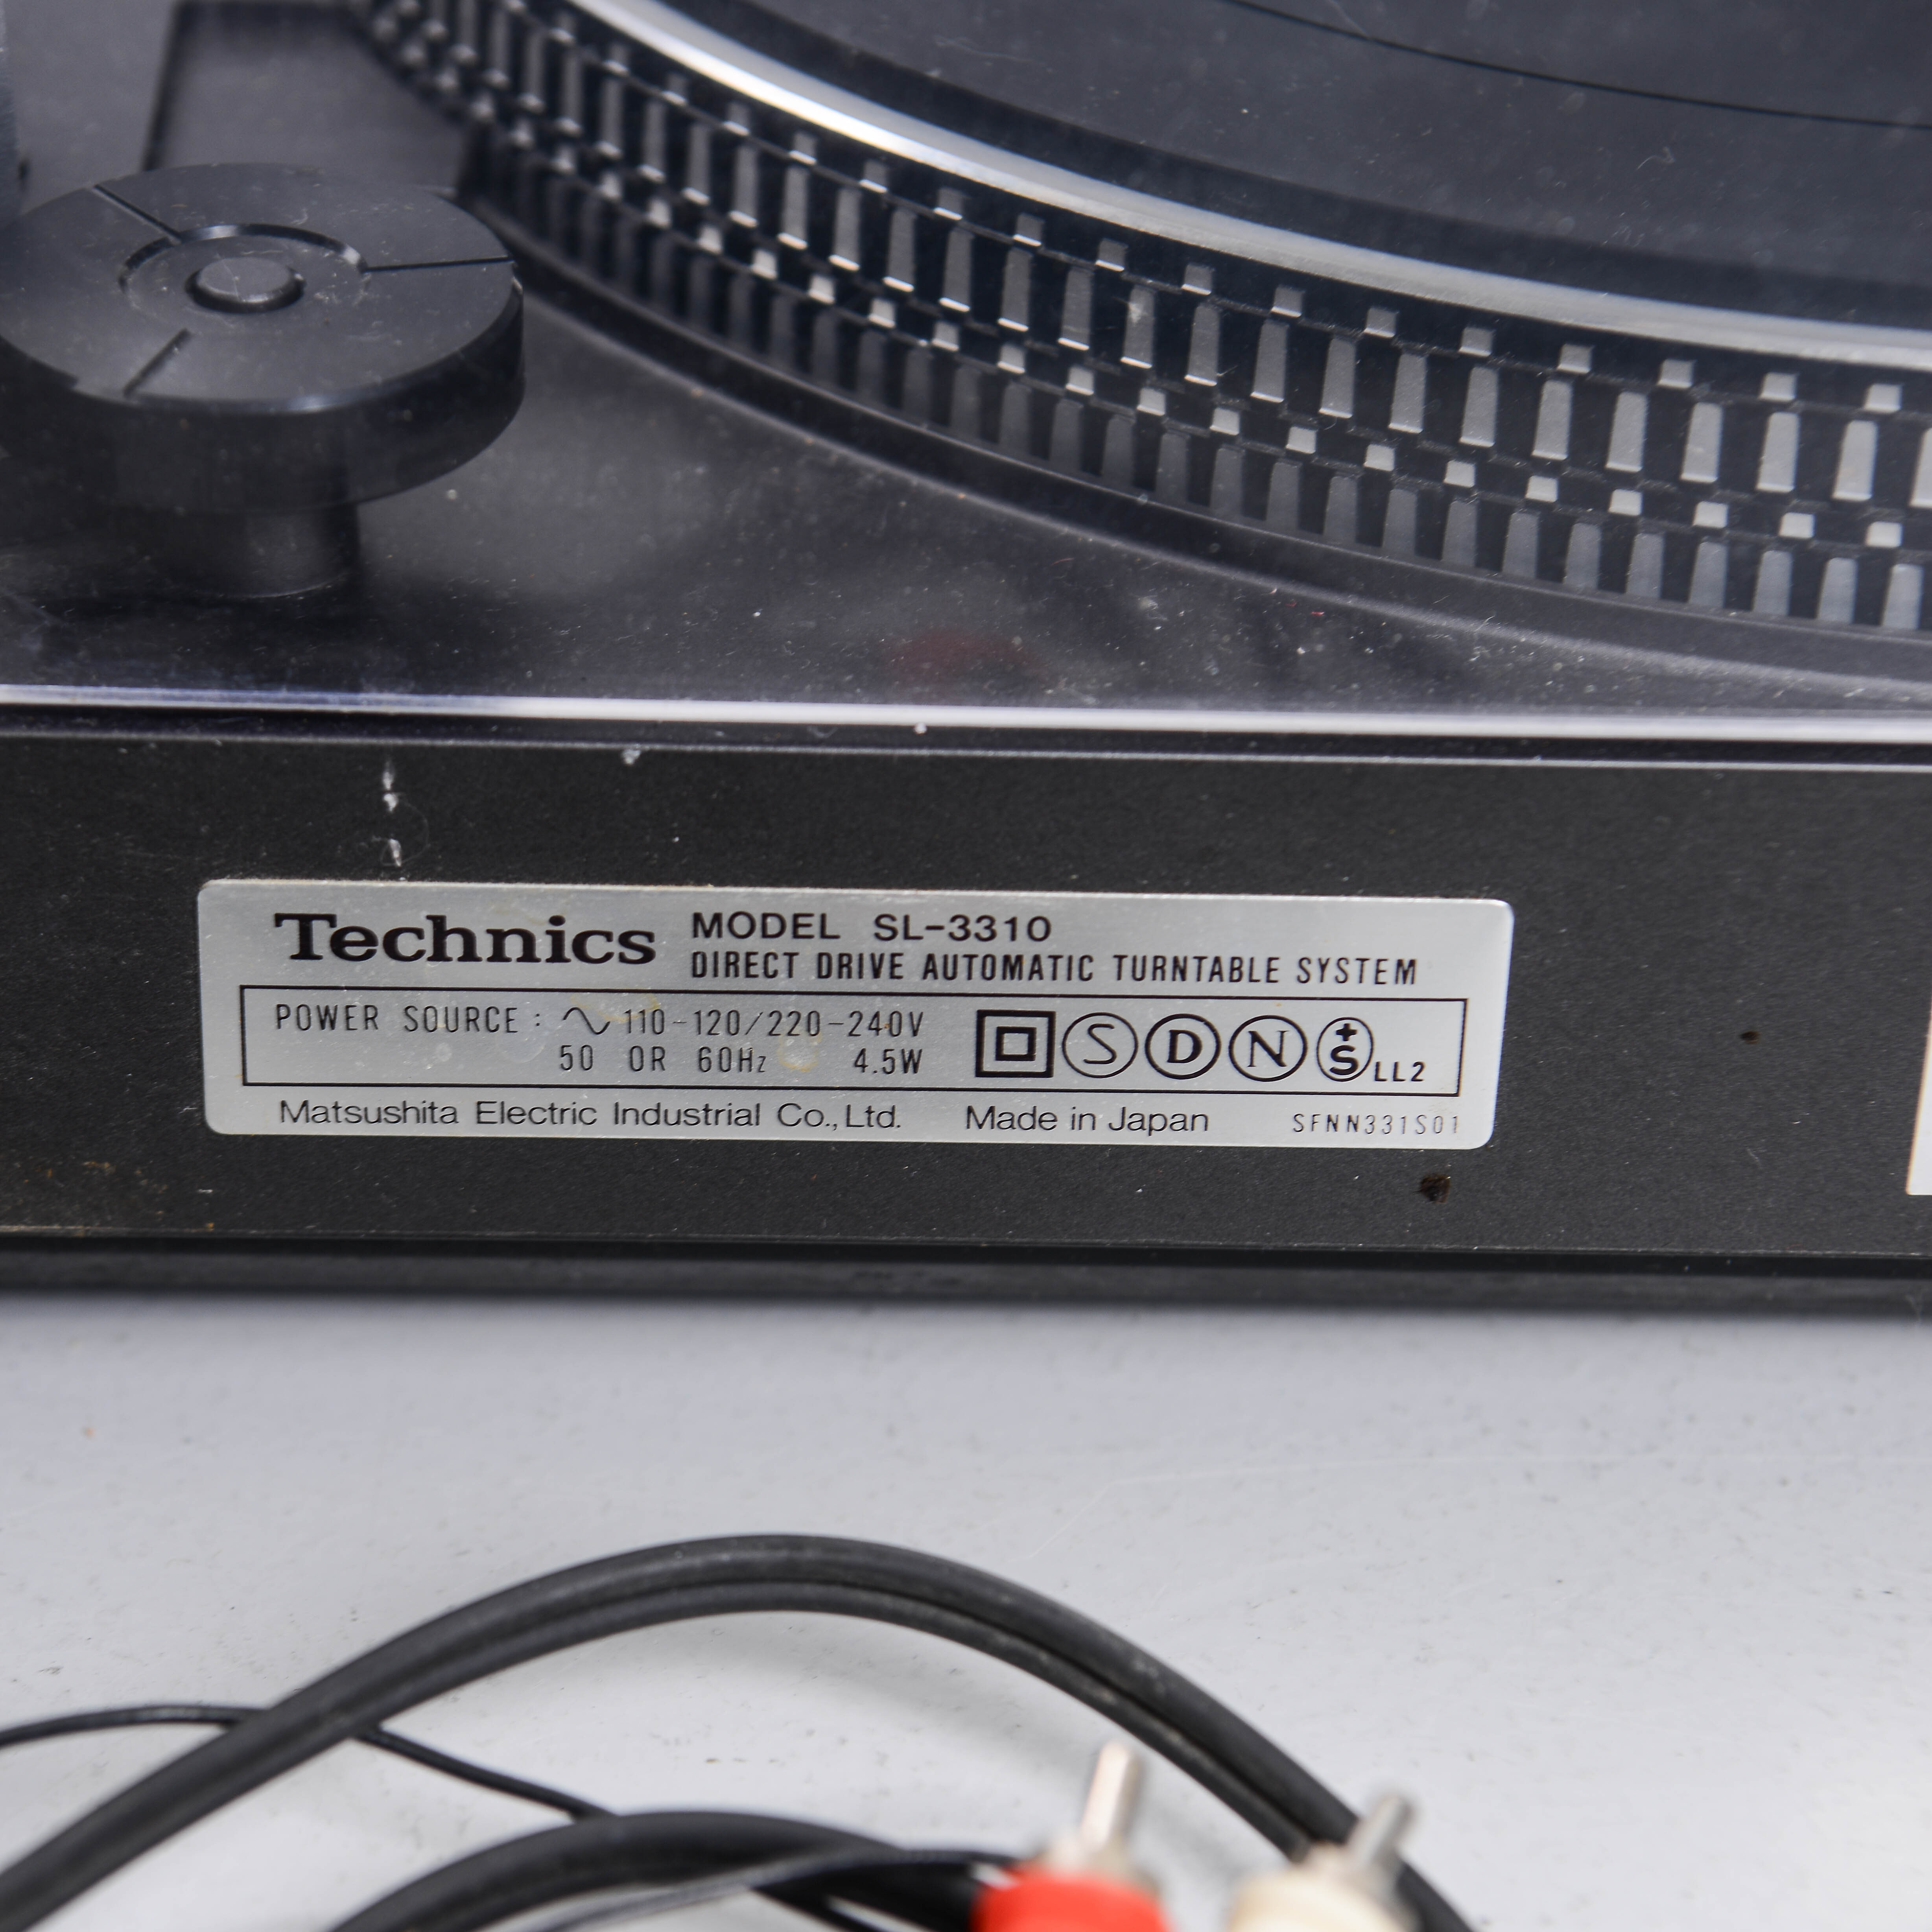 Technics MODEL SL-3310
DIRECT DRIVE AUTOMATIC TURNTABLE SYSTEM
POWER SOURCE : ∿ 110-120/220-240V
50 OR 60Hz 4.5W
S D N +S LL2
Matsushita Electric Industrial Co., Ltd. Made in Japan SFNN331S01